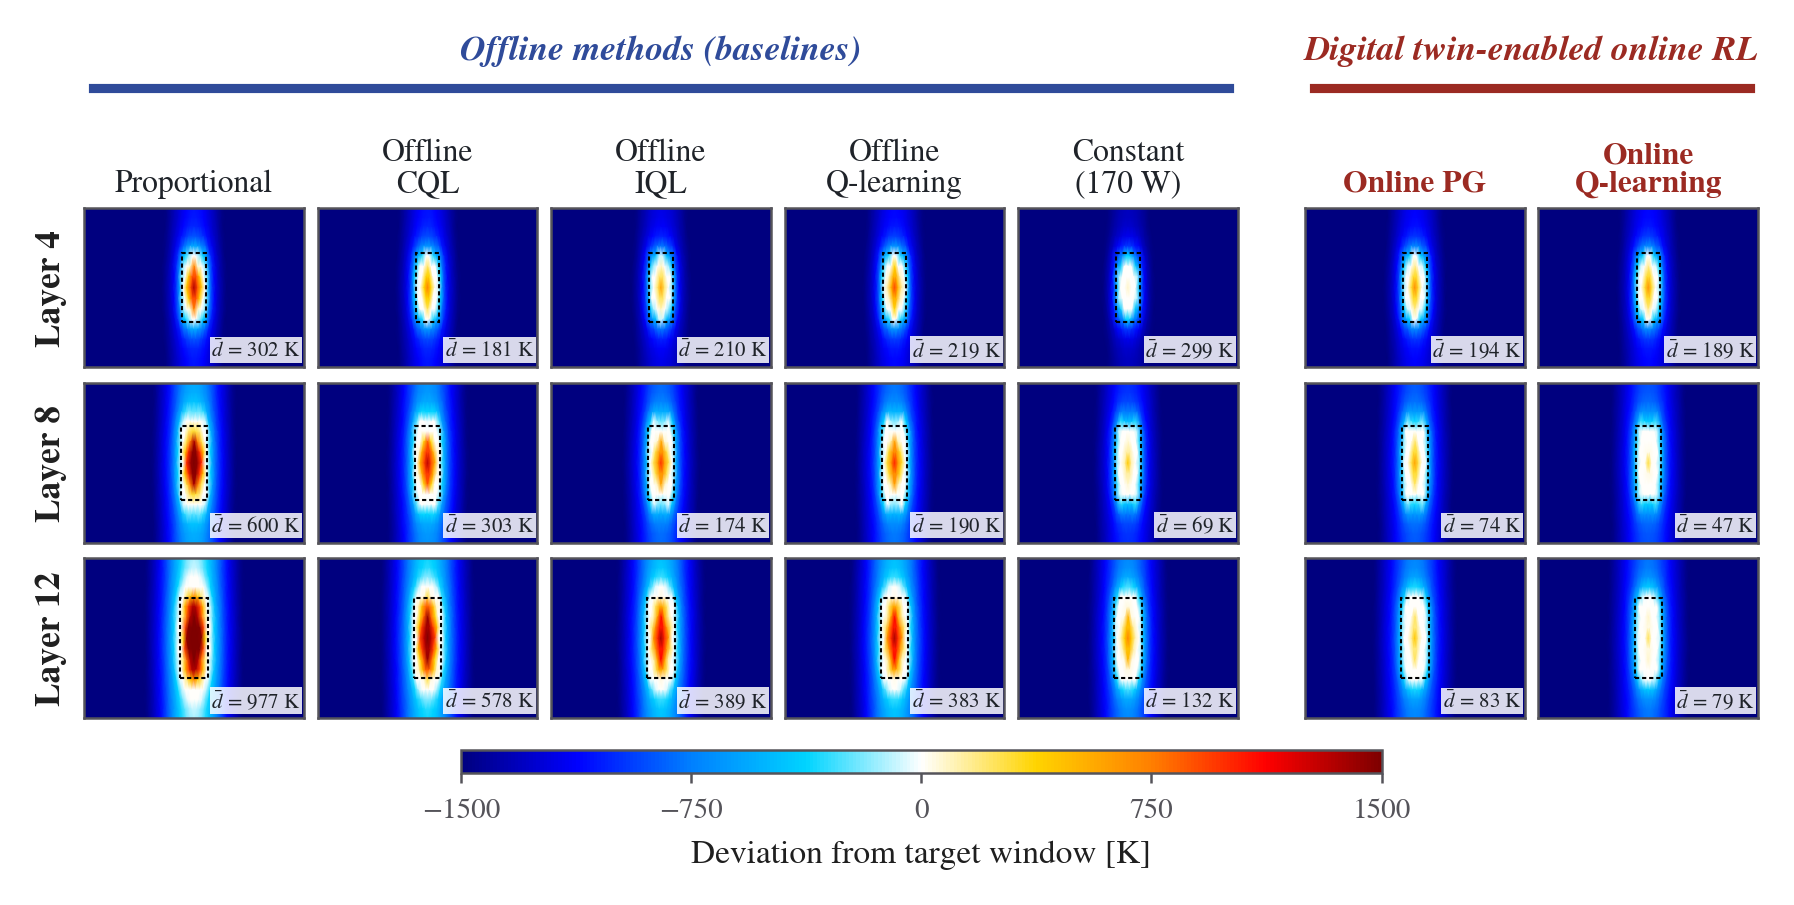 Offline methods (baselines)
Digital twin-enabled online RL
Proportional
Offline
CQL
Offline
IQL
Offline
Q-learning
Constant
(170 W)
Online PG
Online
Q-learning
Layer 4
d̄ = 302 K
d̄ = 181 K
d̄ = 210 K
d̄ = 219 K
d̄ = 299 K
d̄ = 194 K
d̄ = 189 K
Layer 8
d̄ = 600 K
d̄ = 303 K
d̄ = 174 K
d̄ = 190 K
d̄ = 69 K
d̄ = 74 K
d̄ = 47 K
Layer 12
d̄ = 977 K
d̄ = 578 K
d̄ = 389 K
d̄ = 383 K
d̄ = 132 K
d̄ = 83 K
d̄ = 79 K
−1500 −750 0 750 1500
Deviation from target window [K]